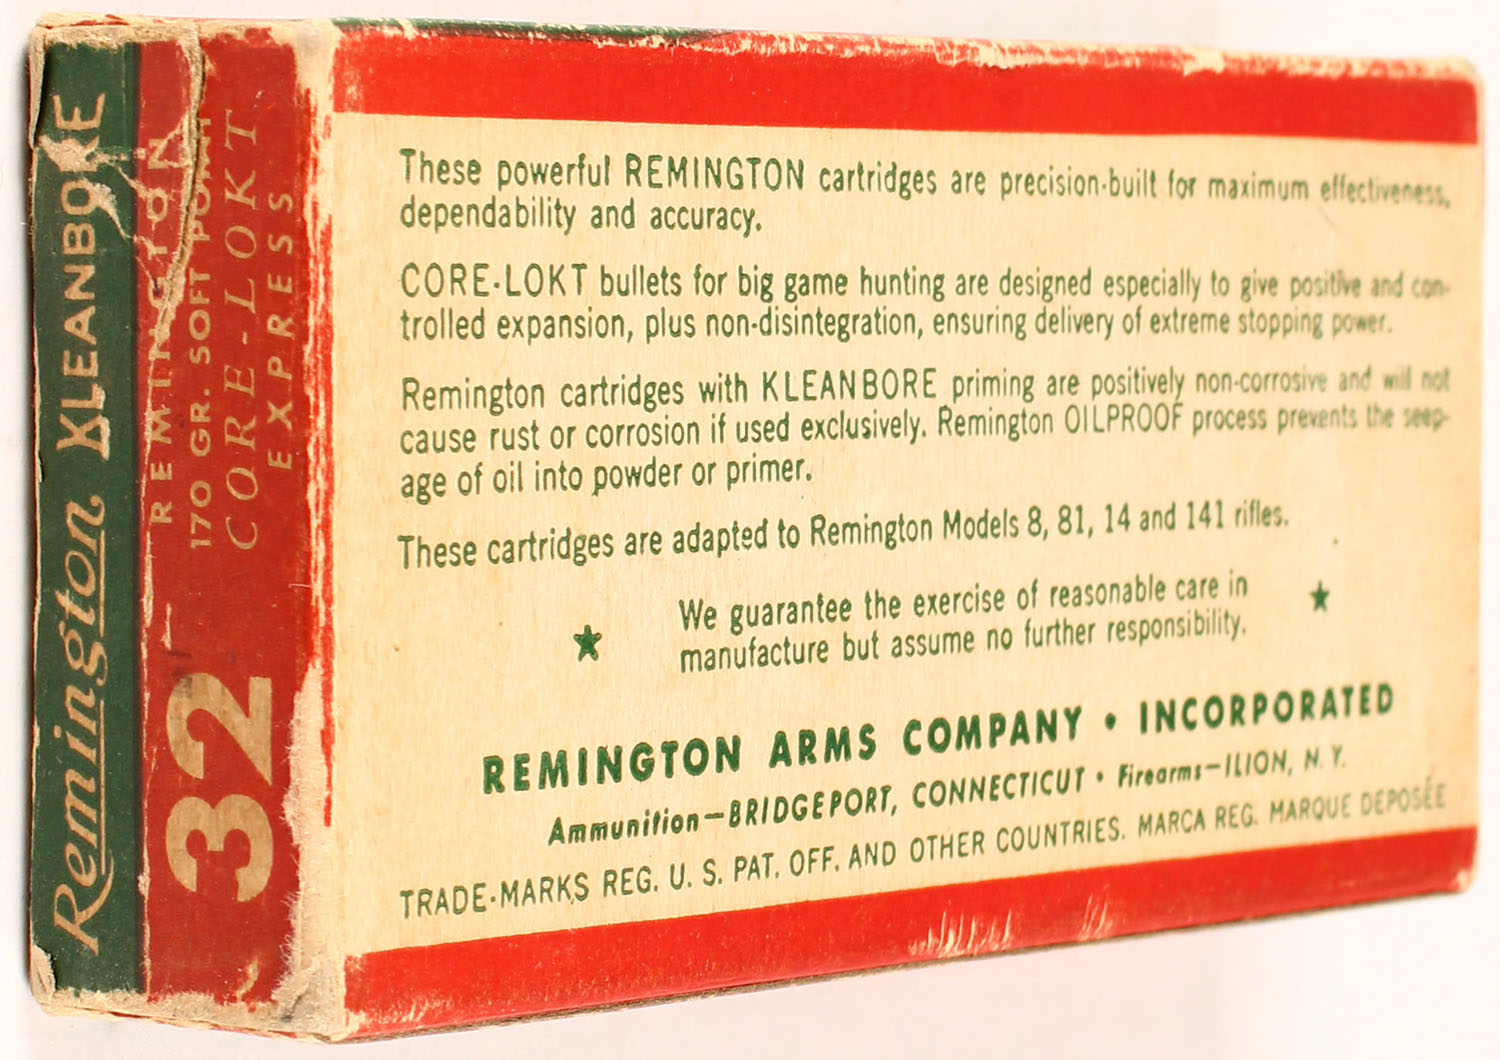 Remington KLEANBORE
32 REMINGTON
170 GR. SOFT POINT
CORE-LOKT
EXPRESS
These powerful REMINGTON cartridges are precision-built for maximum effectiveness,
dependability and accuracy.
CORE-LOKT bullets for big game hunting are designed especially to give positive and con-
trolled expansion, plus non-disintegration, ensuring delivery of extreme stopping power.
Remington cartridges with KLEANBORE priming are positively non-corrosive and will not
cause rust or corrosion if used exclusively. Remington OILPROOF process prevents the seep-
age of oil into powder or primer.
These cartridges are adapted to Remington Models 8, 81, 14 and 141 rifles.
We guarantee the exercise of reasonable care in
manufacture but assume no further responsibility.
REMINGTON ARMS COMPANY • INCORPORATED
Ammunition—BRIDGEPORT, CONNECTICUT • Firearms—ILION, N. Y.
TRADE-MARKS REG. U. S. PAT. OFF. AND OTHER COUNTRIES. MARCA REG. MARQUE DEPOSÉE